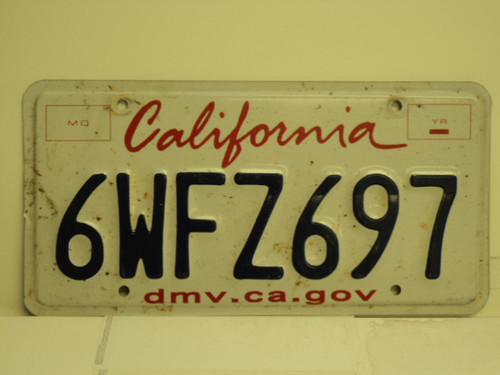 MO YR
California
6WFZ697
dmv.ca.gov